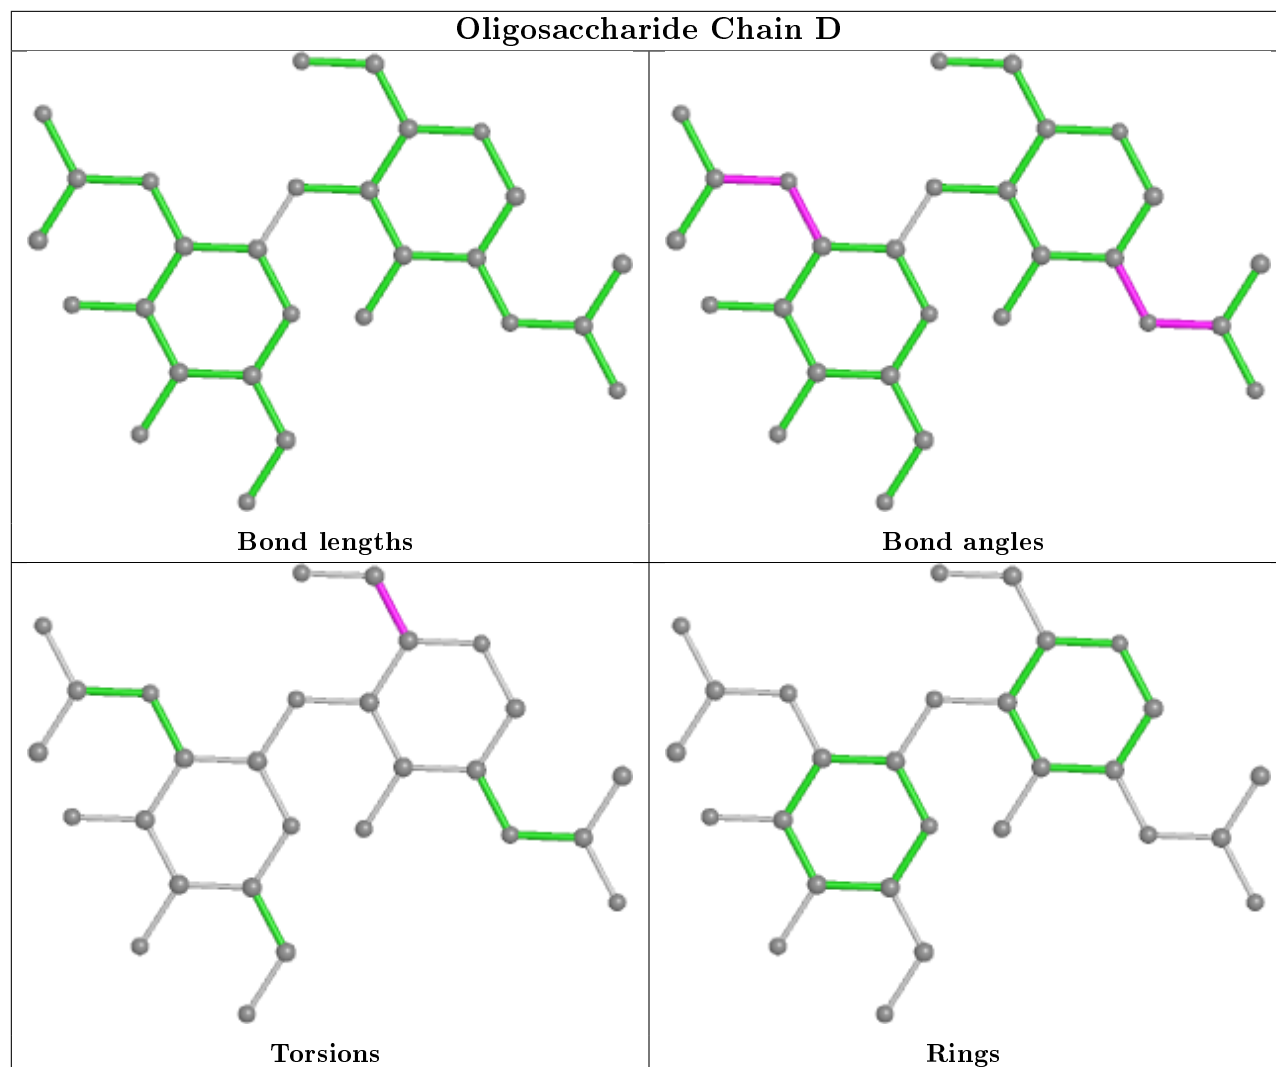 Oligosaccharide Chain D
Bond lengths
Bond angles
Torsions
Rings